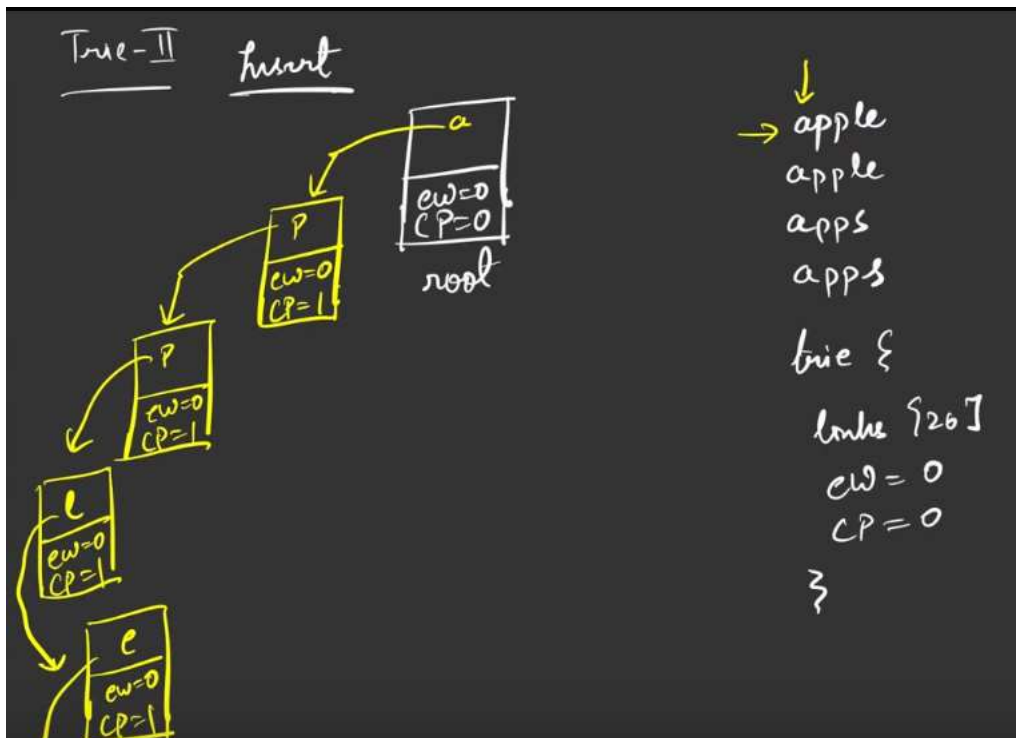 Trie-II Insert
a
ew=0
CP=0
root
P
ew=0
CP=1
P
ew=0
CP=1
l
ew=0
CP=1
e
ew=0
CP=1
apple
apple
apps
apps
trie {
links [26]
ew = 0
CP = 0
}